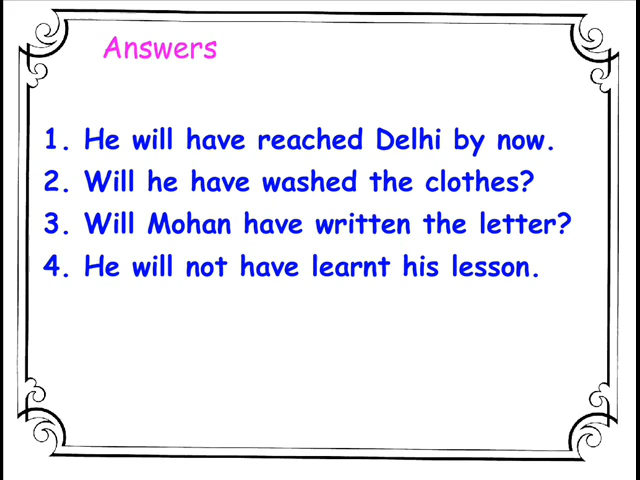 Answers
1. He will have reached Delhi by now.
2. Will he have washed the clothes?
3. Will Mohan have written the letter?
4. He will not have learnt his lesson.